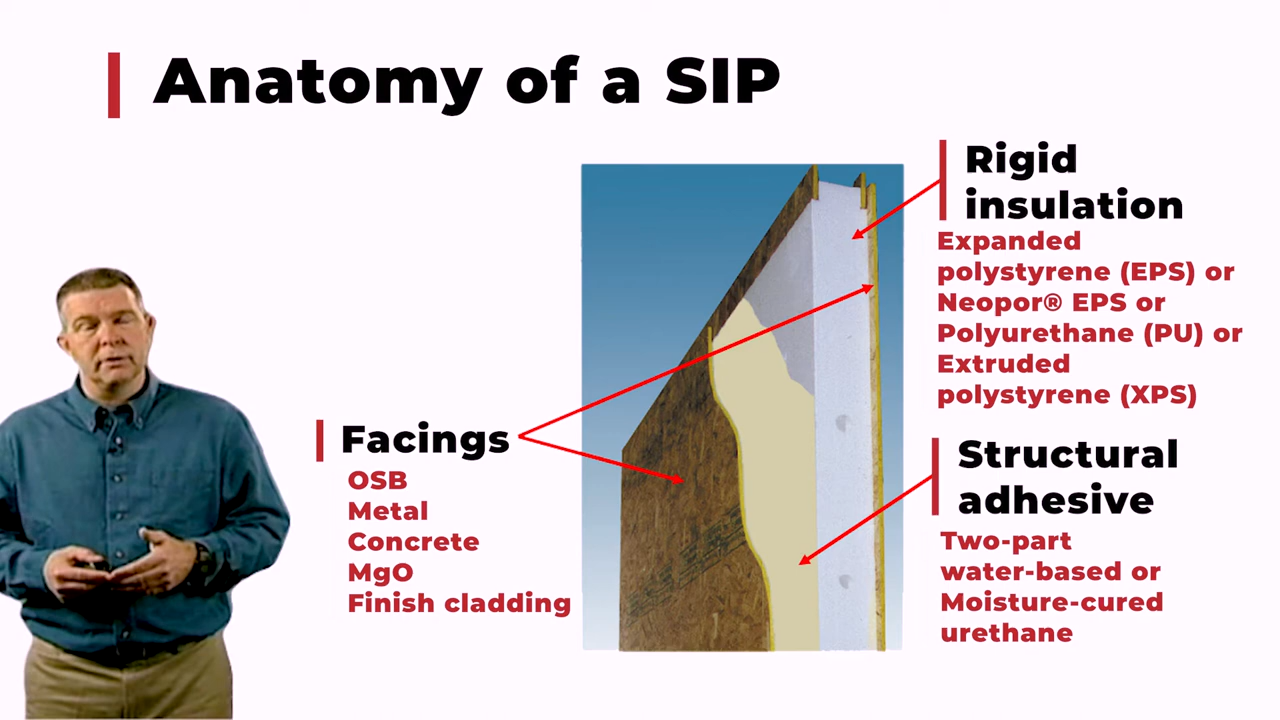 Anatomy of a SIP
Rigid
insulation
Expanded
polystyrene (EPS) or
Neopor® EPS or
Polyurethane (PU) or
Extruded
polystyrene (XPS)
Facings
OSB
Metal
Concrete
MgO
Finish cladding
Structural
adhesive
Two-part
water-based or
Moisture-cured
urethane